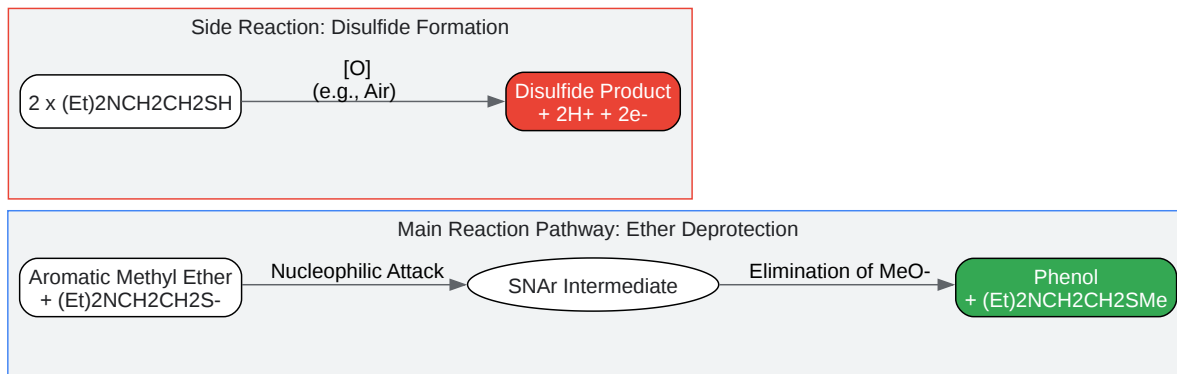 Side Reaction: Disulfide Formation
2 x (Et)2NCH2CH2SH
[O]
(e.g., Air)
Disulfide Product
+ 2H+ + 2e-
Main Reaction Pathway: Ether Deprotection
Aromatic Methyl Ether
+ (Et)2NCH2CH2S-
Nucleophilic Attack
SNAr Intermediate
Elimination of MeO-
Phenol
+ (Et)2NCH2CH2SMe